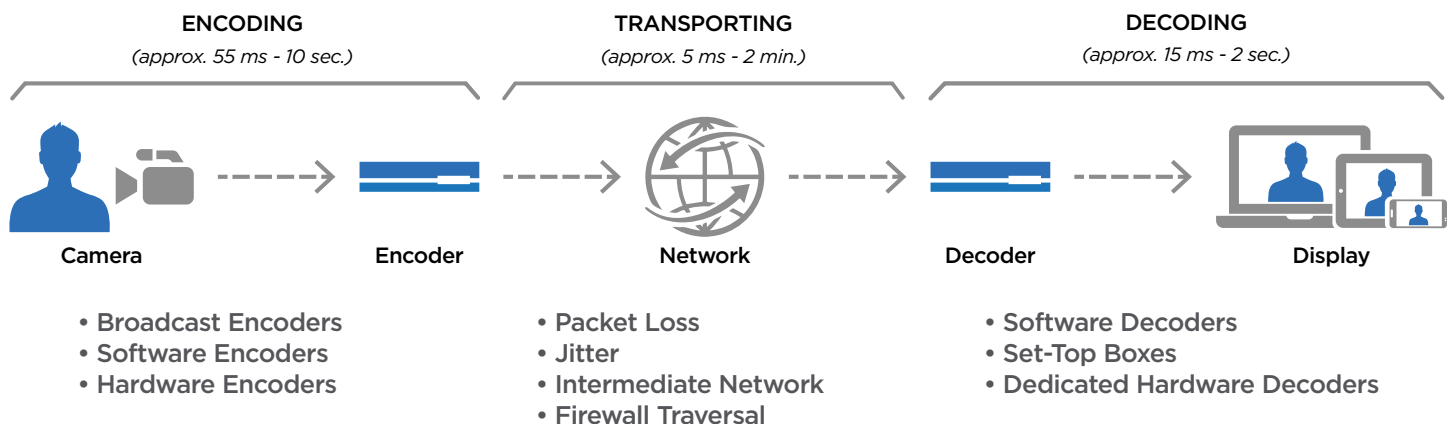 ENCODING
(approx. 55 ms - 10 sec.)
TRANSPORTING
(approx. 5 ms - 2 min.)
DECODING
(approx. 15 ms - 2 sec.)
Camera
Encoder
Network
Decoder
Display
• Broadcast Encoders
• Software Encoders
• Hardware Encoders
• Packet Loss
• Jitter
• Intermediate Network
• Firewall Traversal
• Software Decoders
• Set-Top Boxes
• Dedicated Hardware Decoders